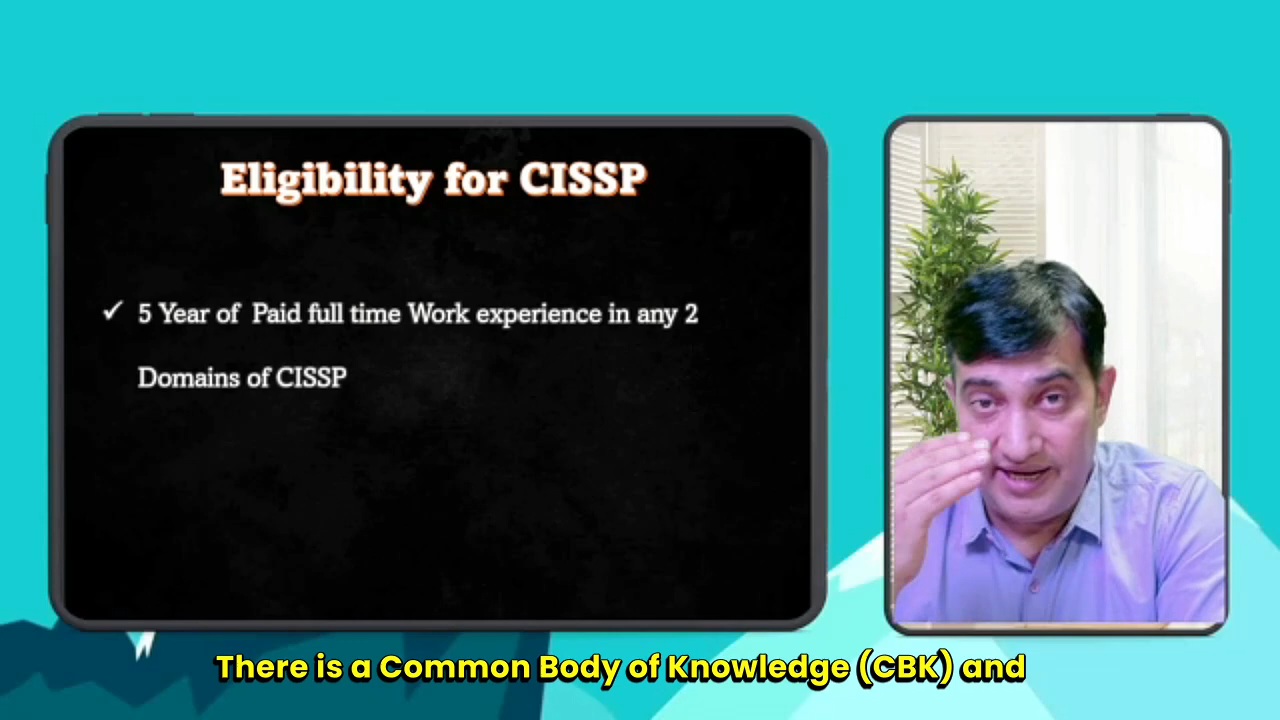 Eligibility for CISSP
✓ 5 Year of Paid full time Work experience in any 2
Domains of CISSP
There is a Common Body of Knowledge (CBK) and